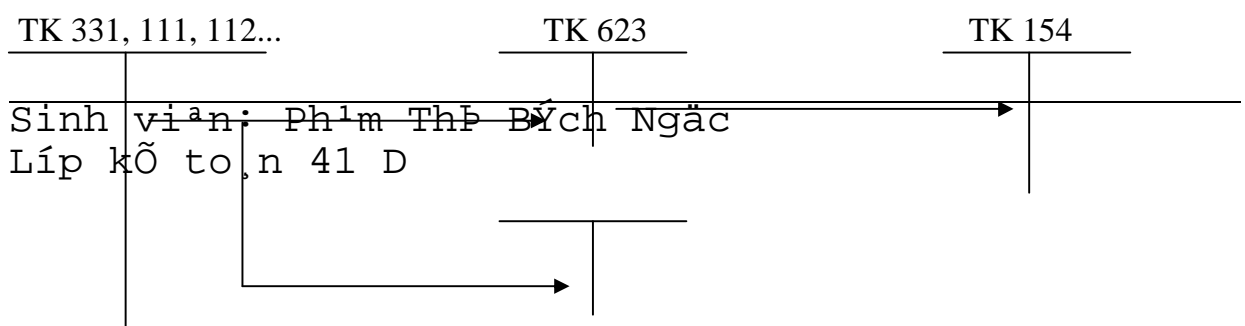 TK 331, 111, 112... TK 623 TK 154
Sinh viªn: Ph¹m ThÞ BÝch Ngäc
Líp kÕ to¸n 41 D